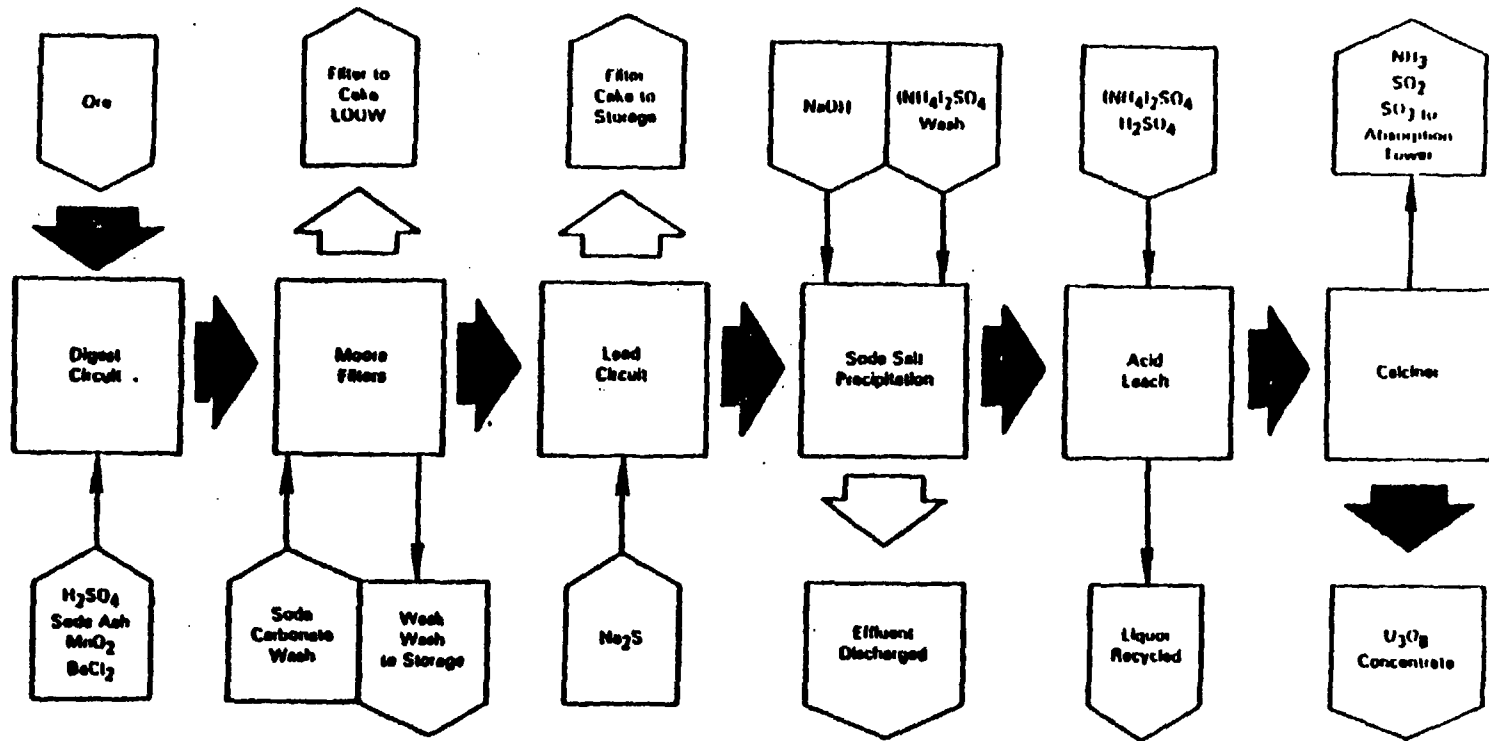 Ore
Filter to
Cake
LOOW
Filter
Cake to
Storage
NaOH
(NH4)2SO4
Wash
(NH4)2SO4
H2SO4
NH3
SO2
SO3 to
Absorption
Tower
Digest
Circuit
Moore
Filters
Lead
Circuit
Soda Salt
Precipitation
Acid
Leach
Calciner
H2SO4
Soda Ash
MnO2
BaCl2
Soda
Carbonate
Wash
Weak
Wash
to Storage
Na2S
Effluent
Discharged
Liquor
Recycled
U3O8
Concentrate